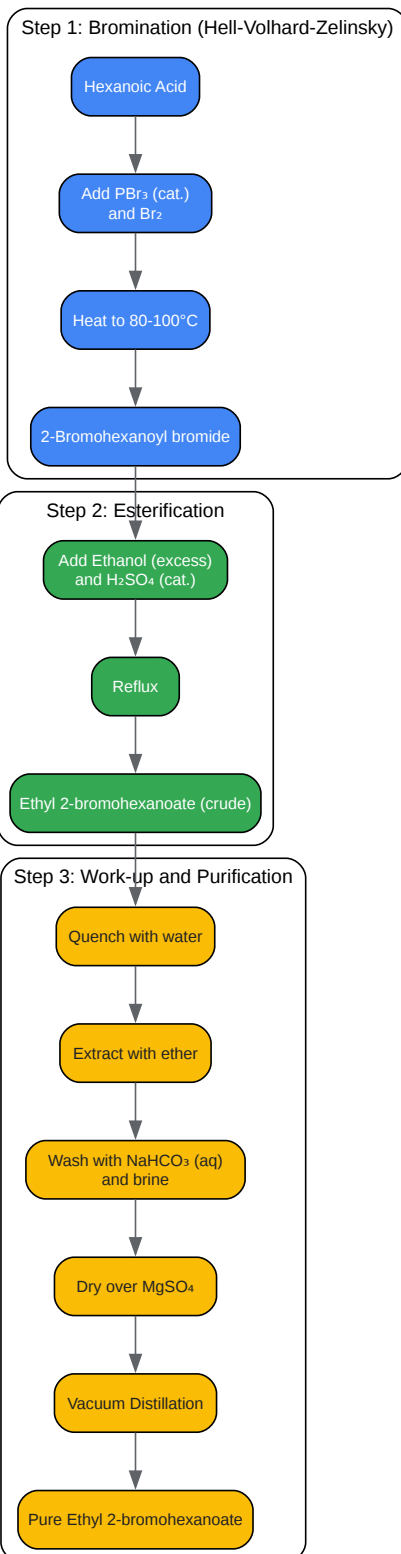 Step 1: Bromination (Hell-Volhard-Zelinsky)
Hexanoic Acid
Add PBr₃ (cat.)
and Br₂
Heat to 80-100°C
2-Bromohexanoyl bromide
Step 2: Esterification
Add Ethanol (excess)
and H₂SO₄ (cat.)
Reflux
Ethyl 2-bromohexanoate (crude)
Step 3: Work-up and Purification
Quench with water
Extract with ether
Wash with NaHCO₃ (aq)
and brine
Dry over MgSO₄
Vacuum Distillation
Pure Ethyl 2-bromohexanoate